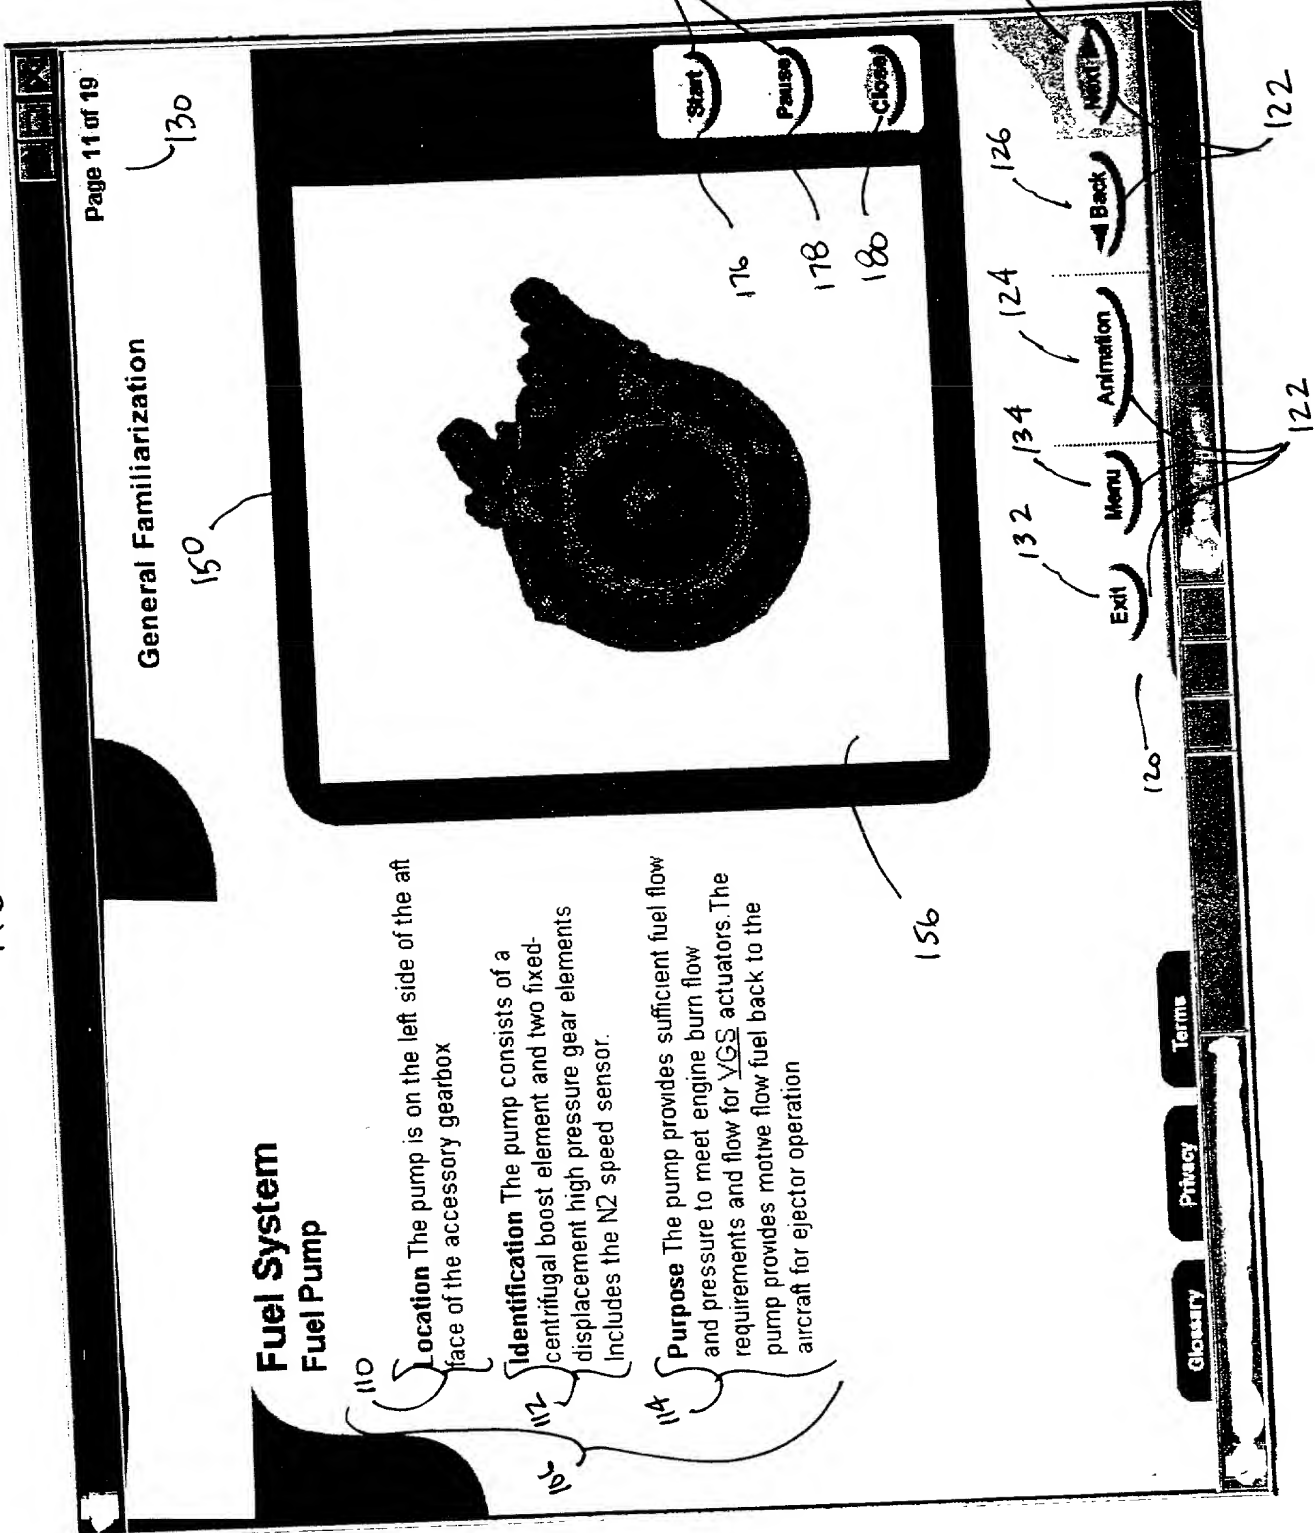 Page 11 of 19
130
General Familiarization
150
Fuel System
Fuel Pump
110
Location The pump is on the left side of the aft
face of the accessory gearbox
112
Identification The pump consists of a
centrifugal boost element and two fixed-
displacement high pressure gear elements
Includes the N2 speed sensor.
106
114
Purpose The pump provides sufficient fuel flow
and pressure to meet engine burn flow
requirements and flow for VGS actuators. The
pump provides motive flow fuel back to the
aircraft for ejector operation
156
Start
Pause
Close
176
178
180
132
134
124
126
Exit
Menu
Animation
Back
Next
120
122
122
Glossary
Privacy
Terms